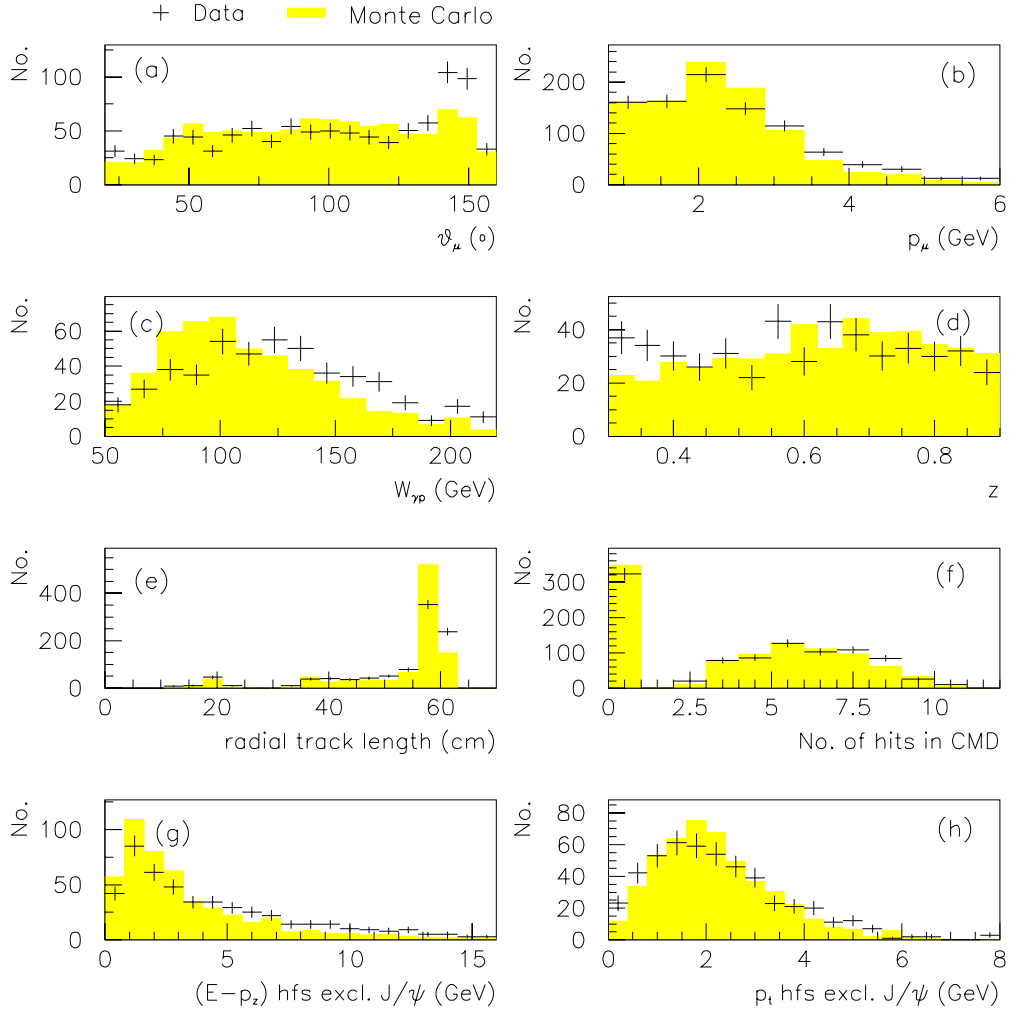 Data Monte Carlo
No. (a)
100
50
0
50 100 150
ϑμ (o)
No. (b)
200
100
0
2 4 6
pμ (GeV)
No. (c)
60
40
20
0
50 100 150 200
Wγp (GeV)
No. (d)
40
20
0
0.4 0.6 0.8
z
No. (e)
400
200
0
0 20 40 60
radial track length (cm)
No. (f)
300
200
100
0
0 2.5 5 7.5 10
No. of hits in CMD
No. (g)
100
50
0
0 5 10 15
(E−pz) hfs excl. J/ψ (GeV)
No. (h)
80
60
40
20
0
0 2 4 6 8
pt hfs excl. J/ψ (GeV)